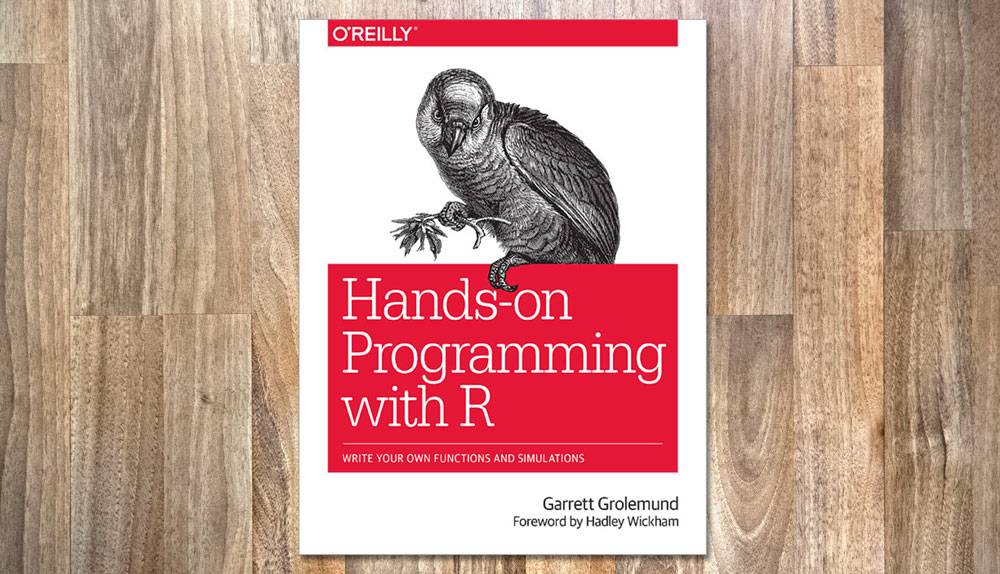 O'REILLY®
Hands-on
Programming
with R
WRITE YOUR OWN FUNCTIONS AND SIMULATIONS
Garrett Grolemund
Foreword by Hadley Wickham